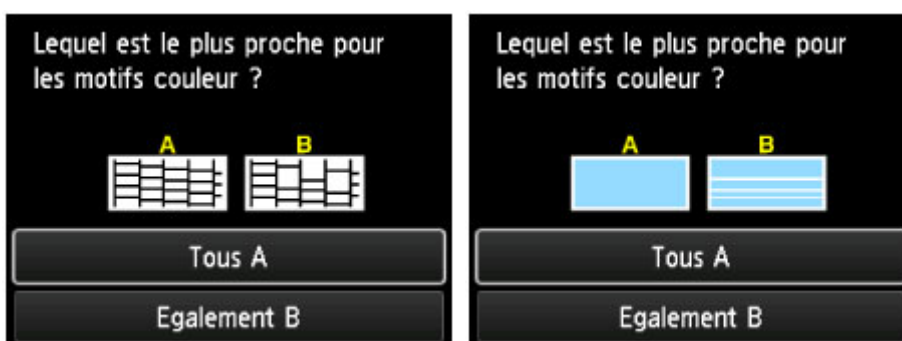 Lequel est le plus proche pour
les motifs couleur ?
A B
Tous A
Egalement B
Lequel est le plus proche pour
les motifs couleur ?
A B
Tous A
Egalement B